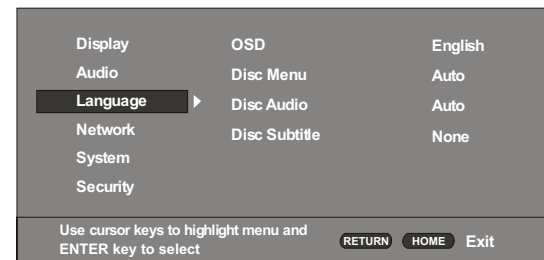 Display OSD English
Audio Disc Menu Auto
Language Disc Audio Auto
Network Disc Subtitle None
System
Security
Use cursor keys to highlight menu and
ENTER key to select
RETURN HOME Exit